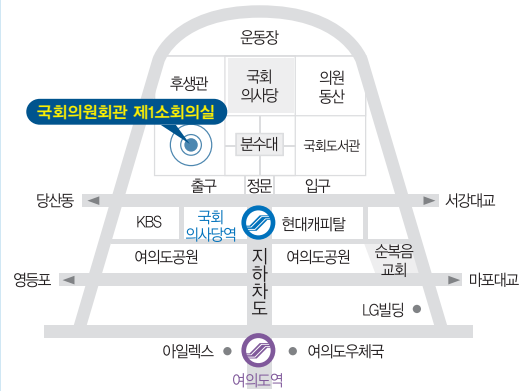 운동장
후생관
국회
의사당
의원
동산
국회의원회관 제1소회의실
분수대
국회도서관
출구
정문
입구
당산동
서강대교
KBS
국회
의사당역
현대캐피탈
여의도공원
지하차도
여의도공원
순복음
교회
영등포
마포대교
LG빌딩
아일렉스
여의도우체국
여의도역